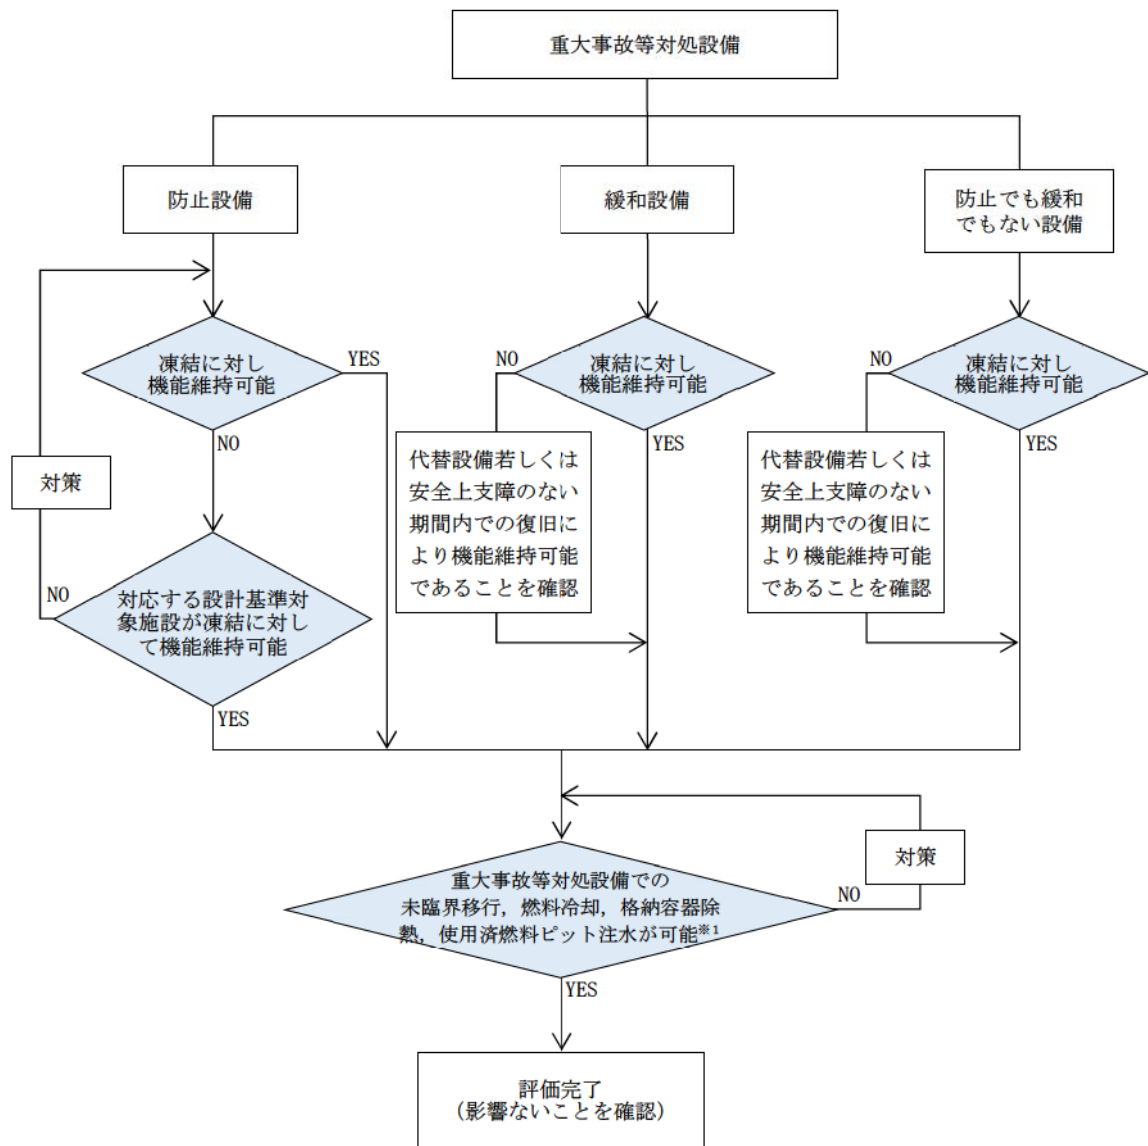 重大事故等対処設備
防止設備
緩和設備
防止でも緩和
でもない設備
凍結に対し
機能維持可能
YES
NO
凍結に対し
機能維持可能
NO
YES
凍結に対し
機能維持可能
NO
YES
対策
代替設備若しくは
安全上支障のない
期間内での復旧に
より機能維持可能
であることを確認
代替設備若しくは
安全上支障のない
期間内での復旧に
より機能維持可能
であることを確認
対応する設計基準対
象施設が凍結に対し
て機能維持可能
NO
YES
対策
重大事故等対処設備での
未臨界移行，燃料冷却，格納容器除
熱，使用済燃料ピット注水が可能※1
NO
YES
評価完了
（影響ないことを確認）